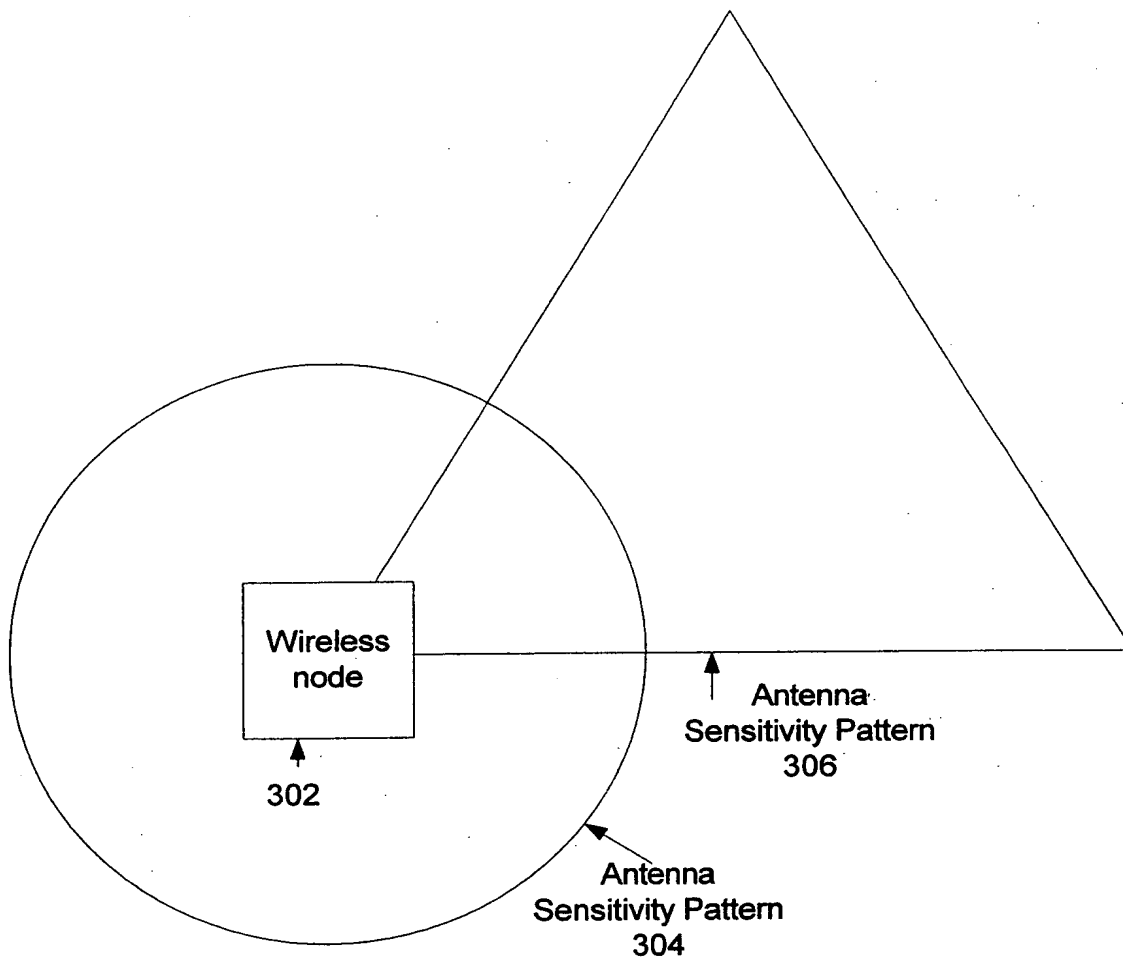 Wireless
node
302
Antenna
Sensitivity Pattern
306
Antenna
Sensitivity Pattern
304